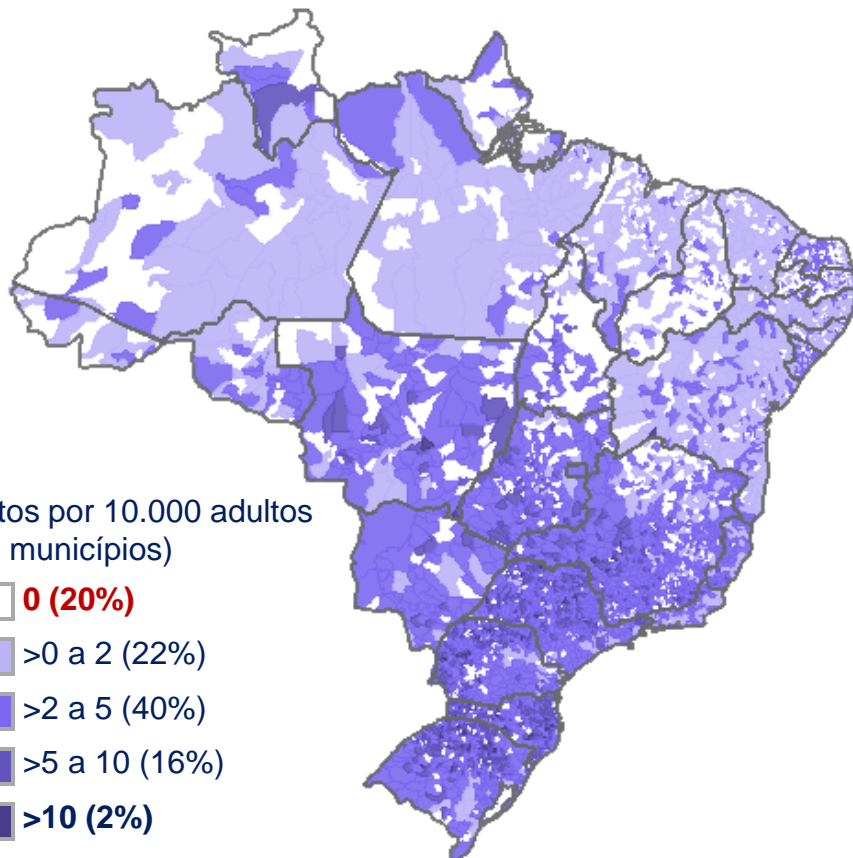 tos por 10.000 adultos
municípios)
0 (20%)
>0 a 2 (22%)
>2 a 5 (40%)
>5 a 10 (16%)
>10 (2%)